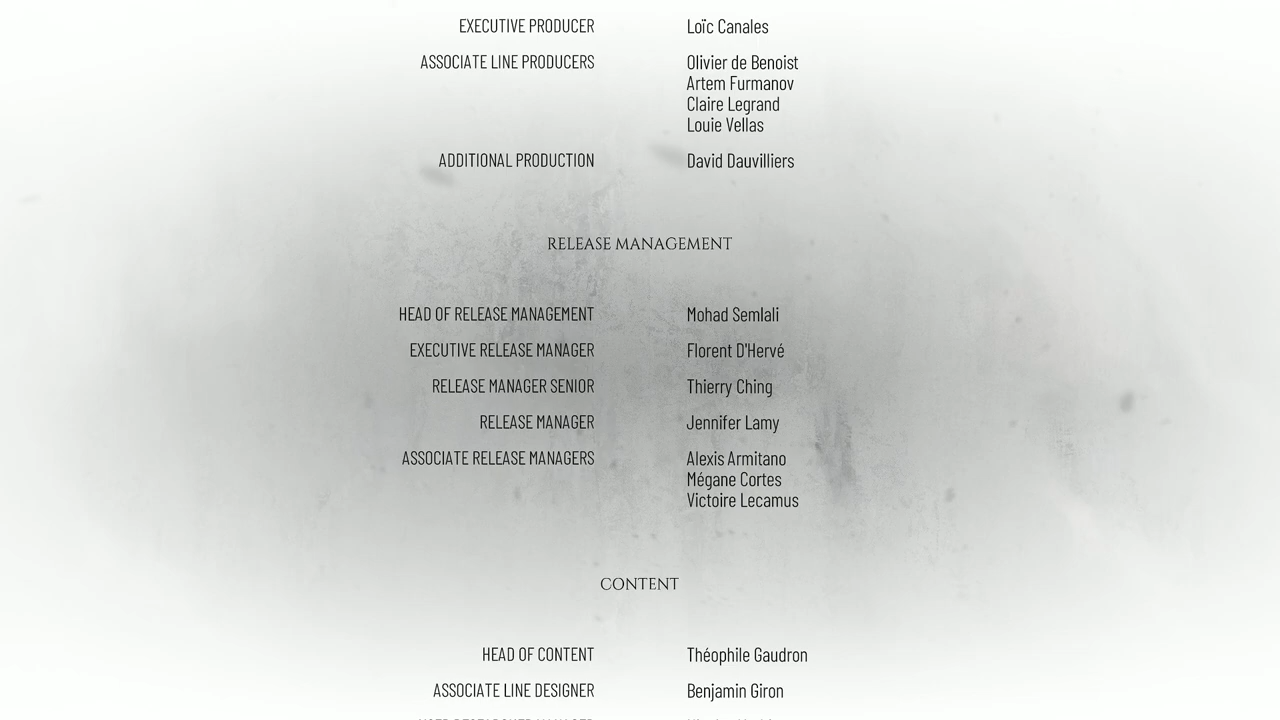 EXECUTIVE PRODUCER Loïc Canales
ASSOCIATE LINE PRODUCERS Olivier de Benoist
Artem Furmanov
Claire Legrand
Louie Vellas
ADDITIONAL PRODUCTION David Dauvilliers
RELEASE MANAGEMENT
HEAD OF RELEASE MANAGEMENT Mohad Semlali
EXECUTIVE RELEASE MANAGER Florent D'Hervé
RELEASE MANAGER SENIOR Thierry Ching
RELEASE MANAGER Jennifer Lamy
ASSOCIATE RELEASE MANAGERS Alexis Armitano
Mégane Cortes
Victoire Lecamus
CONTENT
HEAD OF CONTENT Théophile Gaudron
ASSOCIATE LINE DESIGNER Benjamin Giron